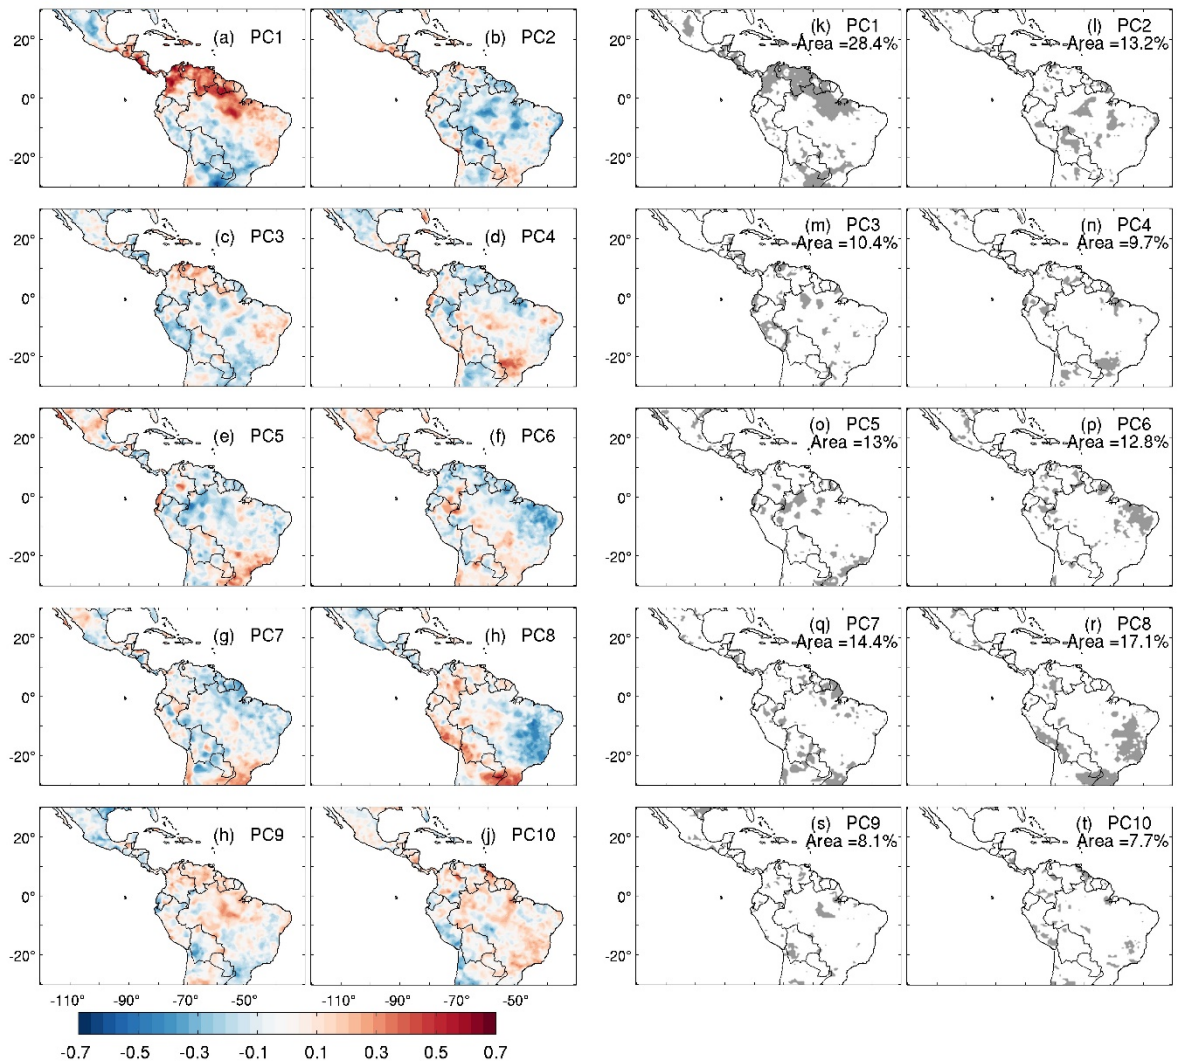 20°
0°
-20°
(a) PC1
(b) PC2
(k) PC1
Area =28.4%
(l) PC2
Area =13.2%
20°
0°
-20°
(c) PC3
(d) PC4
(m) PC3
Area =10.4%
(n) PC4
Area =9.7%
20°
0°
-20°
(e) PC5
(f) PC6
(o) PC5
Area =13%
(p) PC6
Area =12.8%
20°
0°
-20°
(g) PC7
(h) PC8
(q) PC7
Area =14.4%
(r) PC8
Area =17.1%
20°
0°
-20°
(h) PC9
(j) PC10
(s) PC9
Area =8.1%
(t) PC10
Area =7.7%
-110° -90° -70° -50°
-0.7 -0.5 -0.3 -0.1 0.1 0.3 0.5 0.7